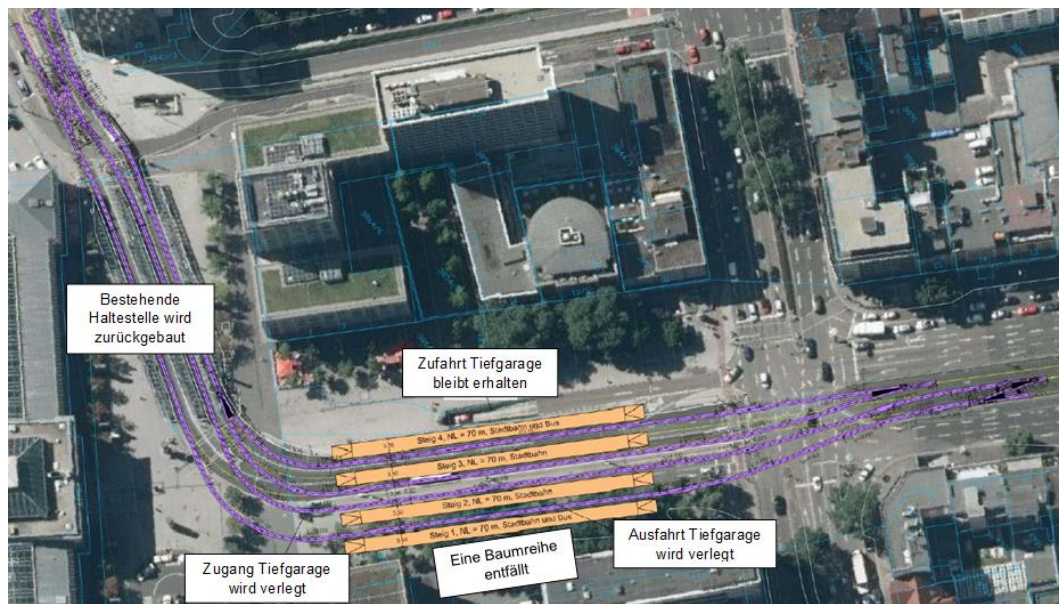 Bestehende
Haltestelle wird
zurückgebaut
Zufahrt Tiefgarage
bleibt erhalten
Steig 4, NL = 70 m, Stadtbahn und Bus
Steig 3, NL = 70 m, Stadtbahn
Steig 2, NL = 70 m, Stadtbahn
Steig 1, NL = 70 m, Stadtbahn und Bus
Ausfahrt Tiefgarage
wird verlegt
Eine Baumreihe
entfällt
Zugang Tiefgarage
wird verlegt